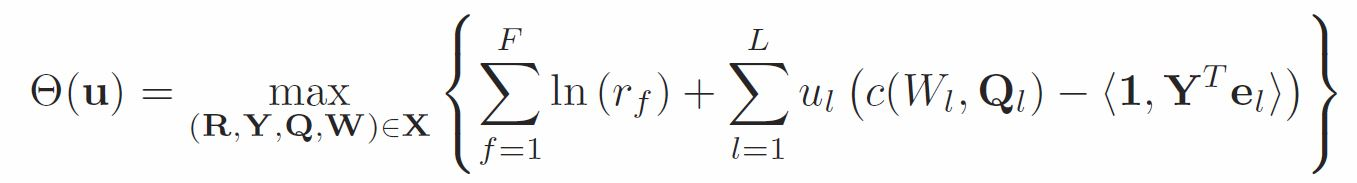 Θ(𝐮) = max_{(𝐑,𝐘,𝐐,𝐖)∈𝐗} { ∑_{f=1}^{F} ln (r_f) + ∑_{l=1}^{L} u_l (c(W_l, 𝐐_l) − ⟨𝟏, 𝐘^T 𝐞_l⟩) }